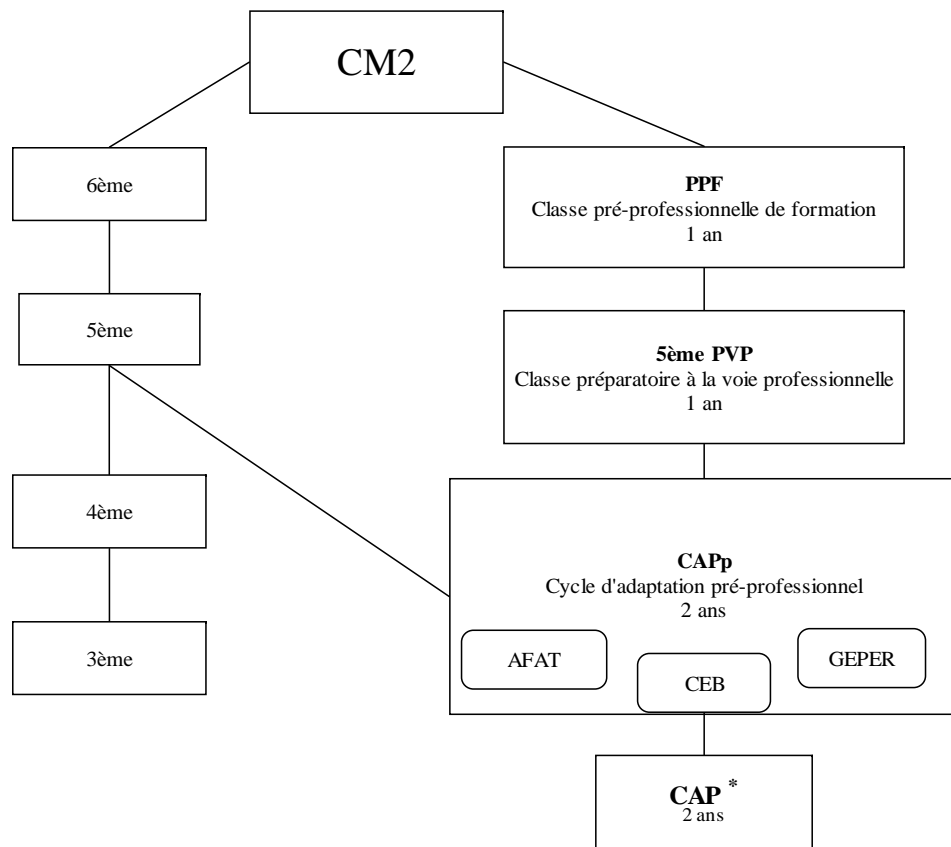 CM2
6ème
PPF
Classe pré-professionnelle de formation
1 an
5ème
5ème PVP
Classe préparatoire à la voie professionnelle
1 an
4ème
CAPp
Cycle d'adaptation pré-professionnel
2 ans
3ème
AFAT
CEB
GEPER
CAP *
2 ans